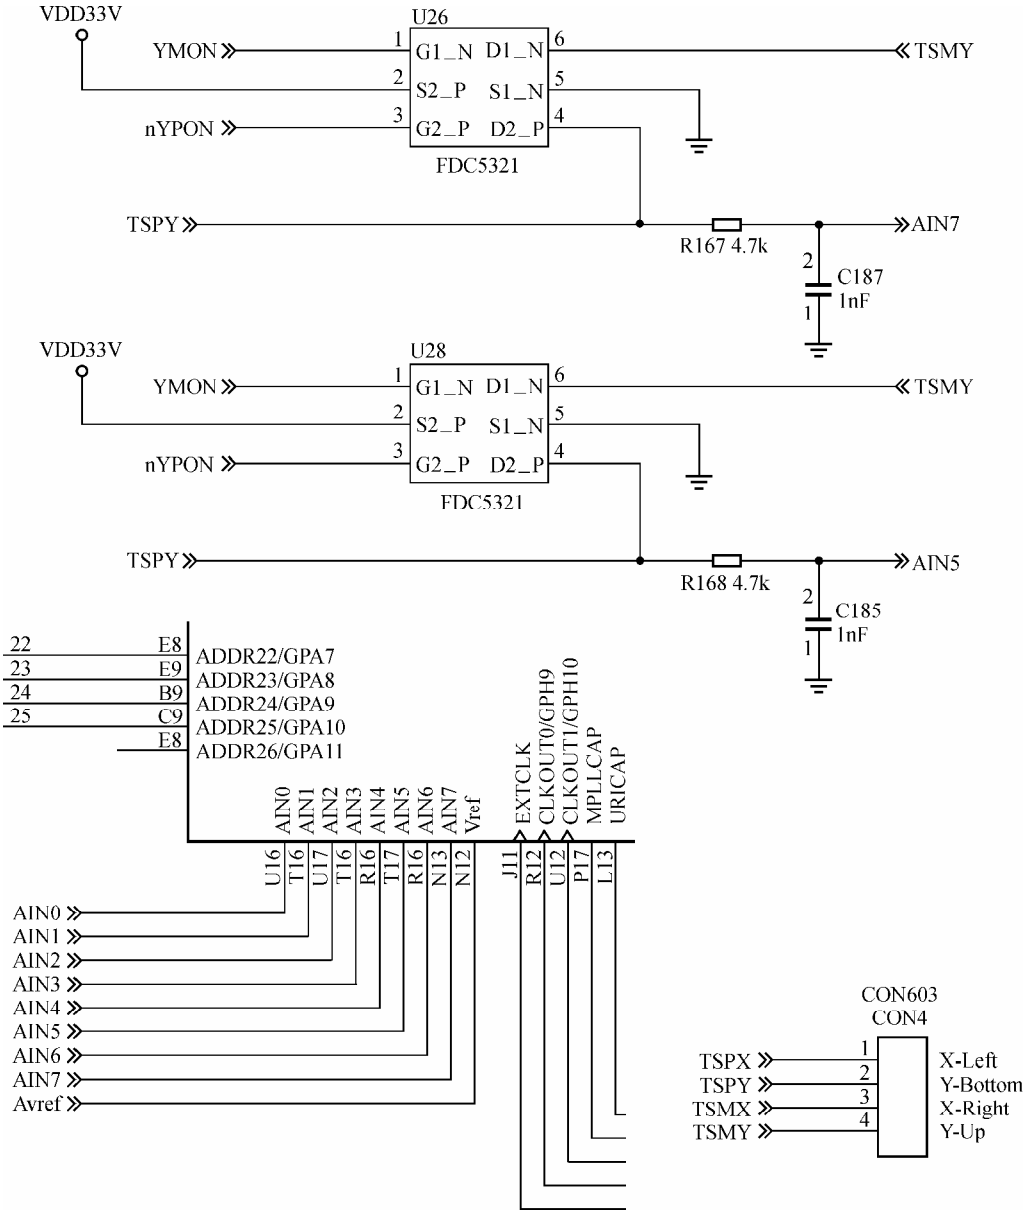 VDD33V
U26
YMON
1
G1_N
D1_N
6
TSMY
2
S2_P
S1_N
5
nYPON
3
G2_P
D2_P
4
FDC5321
TSPY
R167 4.7k
AIN7
2
C187
1nF
1
VDD33V
U28
YMON
1
G1_N
D1_N
6
TSMY
2
S2_P
S1_N
5
nYPON
3
G2_P
D2_P
4
FDC5321
TSPY
R168 4.7k
AIN5
2
C185
1nF
1
22
E8
ADDR22/GPA7
23
E9
ADDR23/GPA8
24
B9
ADDR24/GPA9
25
C9
ADDR25/GPA10
E8
ADDR26/GPA11
AIN0
AIN1
AIN2
AIN3
AIN4
AIN5
AIN6
AIN7
Vref
EXTCLK
CLKOUT0/GPH9
CLKOUT1/GPH10
MPLLCAP
URICAP
U16
T16
U17
T16
R16
T17
R16
N13
N12
J11
R12
U12
P17
L13
AIN0
AIN1
AIN2
AIN3
AIN4
AIN5
AIN6
AIN7
Avref
CON603
CON4
TSPX
1
X-Left
TSPY
2
Y-Bottom
TSMX
3
X-Right
TSMY
4
Y-Up